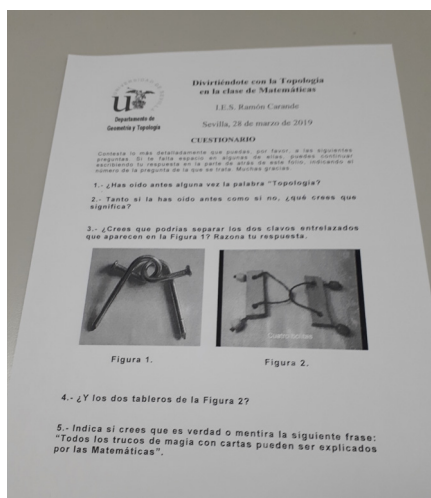 Divirtiéndote con la Topología
en la clase de Matemáticas
I.E.S. Ramón Carande
Sevilla, 28 de marzo de 2019
Departamento de
Geometría y Topología
CUESTIONARIO
Contesta lo más detalladamente que puedas, por favor, a las siguientes
preguntas. Si te falta espacio en algunas de ellas, puedes continuar
escribiendo tu respuesta en la parte de atrás de este folio, indicando el
número de la pregunta de la que se trata. Muchas gracias.
1.- ¿Has oído antes alguna vez la palabra "Topología?
2.- Tanto si la has oído antes como si no, ¿qué crees que
significa?
3.- ¿Crees que podrías separar los dos clavos entrelazados
que aparecen en la Figura 1? Razona tu respuesta.
Figura 1.
Figura 2.
4.- ¿Y los dos tableros de la Figura 2?
5.- Indica si crees que es verdad o mentira la siguiente frase:
"Todos los trucos de magia con cartas pueden ser explicados
por las Matemáticas".